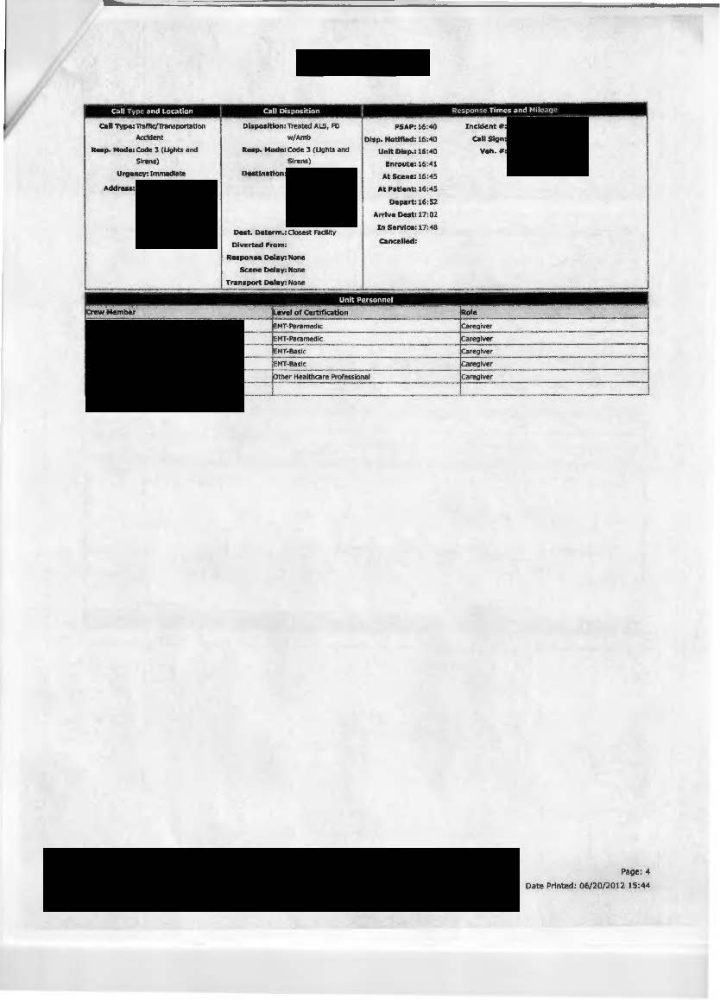 Call Type and Location
Call Type: Traffic/Transportation
Accident
Resp. Mode: Code 3 (Lights and
Sirens)
Urgency: Immediate
Address:
Call Disposition
Disposition: Treated ALS, FD
w/Amb
Resp. Mode: Code 3 (Lights and
Sirens)
Destination:
Dest. Determ.: Closest Facility
Diverted From:
Response Delay: None
Scene Delay: None
Transport Delay: None
Response Times and Mileage
PSAP: 16:40
Disp. Notified: 16:40
Unit Disp.: 16:40
Enroute: 16:41
At Scene: 16:45
At Patient: 16:45
Depart: 16:52
Arrive Dest: 17:02
In Service: 17:48
Cancelled:
Incident #:
Call Sign:
Veh. #:
Unit Personnel
Crew Member Level of Certification Role
EMT-Paramedic Caregiver
EMT-Paramedic Caregiver
EMT-Basic Caregiver
EMT-Basic Caregiver
Other Healthcare Professional Caregiver
Page: 4
Date Printed: 06/20/2012 15:44